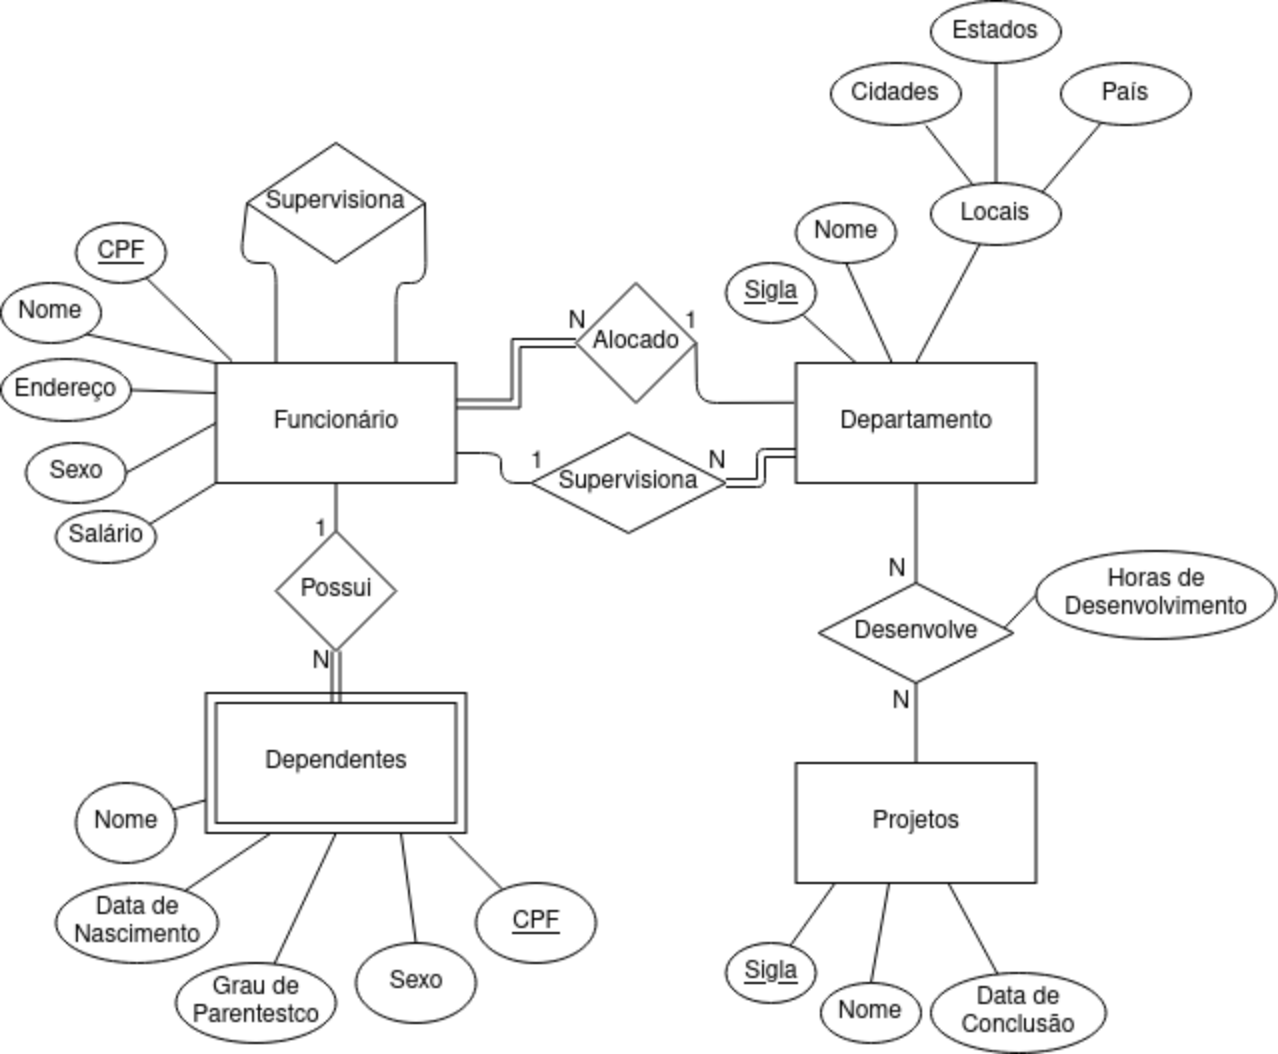 Estados
Cidades
País
Supervisiona
Locais
Nome
CPF
Sigla
Nome
N
1
Alocado
Endereço
Funcionário
Departamento
Sexo
1
N
Supervisiona
Salário
1
N
Possui
Horas de
Desenvolvimento
Desenvolve
N
N
Dependentes
Nome
Projetos
Data de
Nascimento
CPF
Sigla
Grau de
Parentestco
Sexo
Nome
Data de
Conclusão